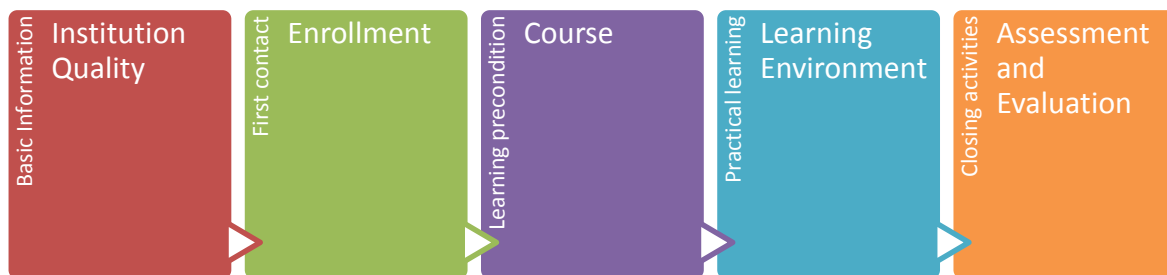 Basic Information
Institution
Quality
First contact
Enrollment
Learning precondition
Course
Practical learning
Learning
Environment
Closing activities
Assessment
and
Evaluation